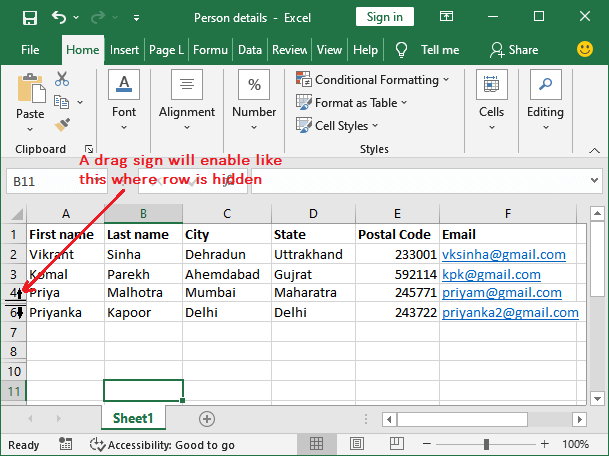 Person details - Excel
Sign in
File Home Insert Page L Formu Data Review View Help Tell me Share
Paste
Font
Alignment
Number
%
Conditional Formatting
Format as Table
Cell Styles
Cells
Editing
Clipboard
Styles
A drag sign will enable like
this where row is hidden
B11
fx
A B C D E F
1 First name Last name City State Postal Code Email
2 Vikrant Sinha Dehradun Uttrakhand 233001 vksinha@gmail.com
3 Komal Parekh Ahemdabad Gujrat 592114 kpk@gmail.com
4 Priya Malhotra Mumbai Maharatra 245771 priyam@gmail.com
6 Priyanka Kapoor Delhi Delhi 243722 priyanka2@gmail.com
7
8
10
11
Sheet1
Ready Accessibility: Good to go 100%